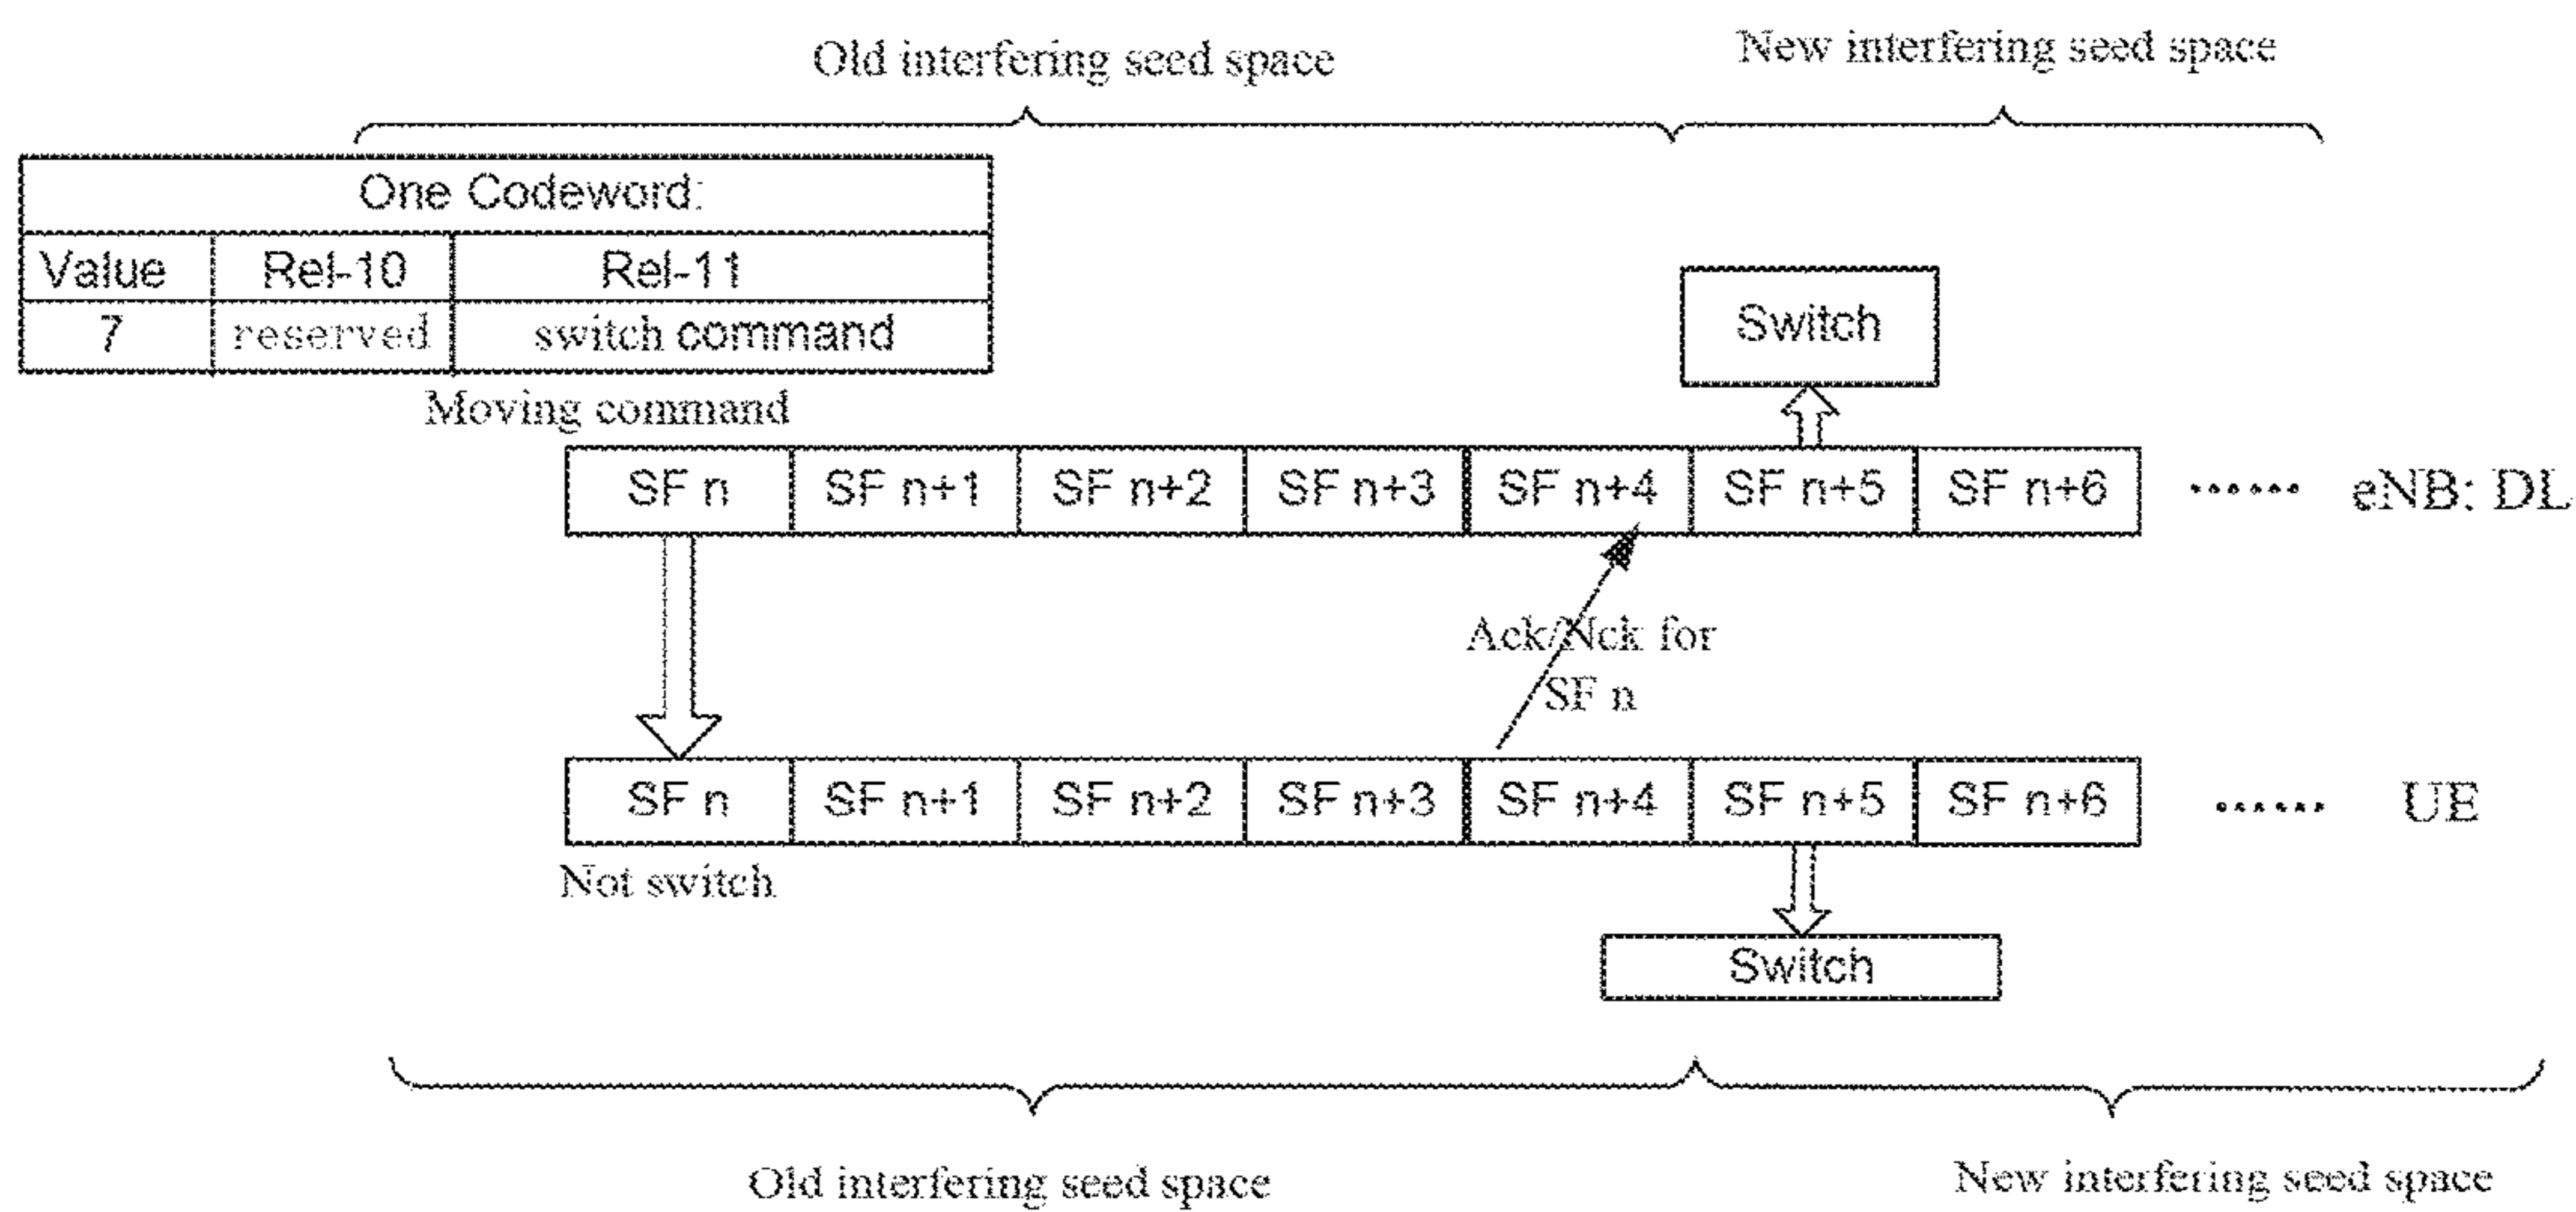 Old interfering seed space
New interfering seed space
One Codeword:
Value Rel-10 Rel-11
7 reserved switch command
Switch
Moving command
SF n SF n+1 SF n+2 SF n+3 SF n+4 SF n+5 SF n+6 ...... eNB: DL
Ack/Nck for
SF n
SF n SF n+1 SF n+2 SF n+3 SF n+4 SF n+5 SF n+6 ...... UE
Not switch
Switch
Old interfering seed space
New interfering seed space